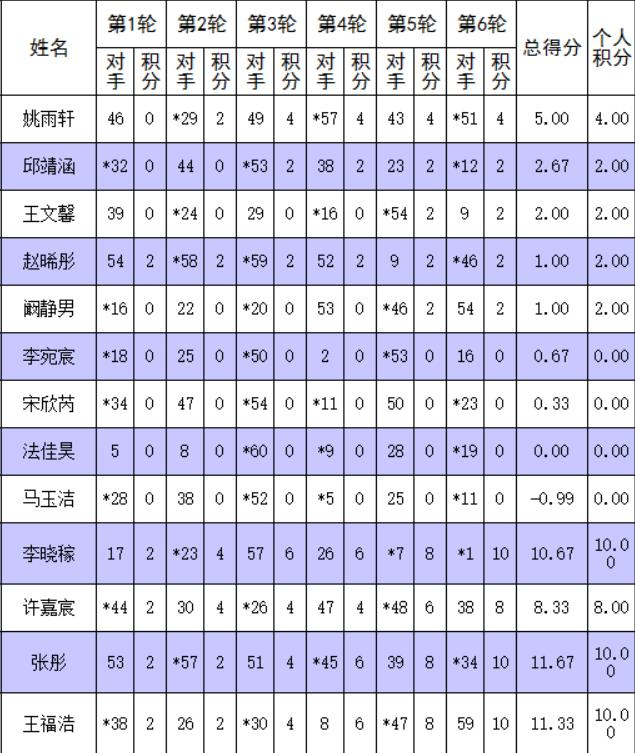 姓名 第1轮 第2轮 第3轮 第4轮 第5轮 第6轮 总得分 个人积分
对手 积分 对手 积分 对手 积分 对手 积分 对手 积分 对手 积分
姚雨轩 46 0 *29 2 49 4 *57 4 43 4 *51 4 5.00 4.00
邱靖涵 *32 0 44 0 *53 2 38 2 23 2 *12 2 2.67 2.00
王文馨 39 0 *24 0 29 0 *16 0 *54 2 9 2 2.00 2.00
赵晞彤 54 2 *58 2 *59 2 52 2 9 2 *46 2 1.00 2.00
阚静男 *16 0 22 0 *20 0 53 0 *46 2 54 2 1.00 2.00
李宛宸 *18 0 25 0 *50 0 2 0 *53 0 16 0 0.67 0.00
宋欣芮 *34 0 47 0 *54 0 *11 0 50 0 *23 0 0.33 0.00
法佳昊 5 0 8 0 *60 0 *9 0 28 0 *19 0 0.00 0.00
马玉洁 *28 0 38 0 *52 0 *5 0 25 0 *11 0 -0.99 0.00
李晓稼 17 2 *23 4 57 6 26 6 *7 8 *1 10 10.67 10.00
许嘉宸 *44 2 30 4 *26 4 47 4 *48 6 38 8 8.33 8.00
张彤 53 2 *57 2 51 4 *45 6 39 8 *34 10 11.67 10.00
王福浩 *38 2 26 2 *30 4 8 6 *47 8 59 10 11.33 10.00